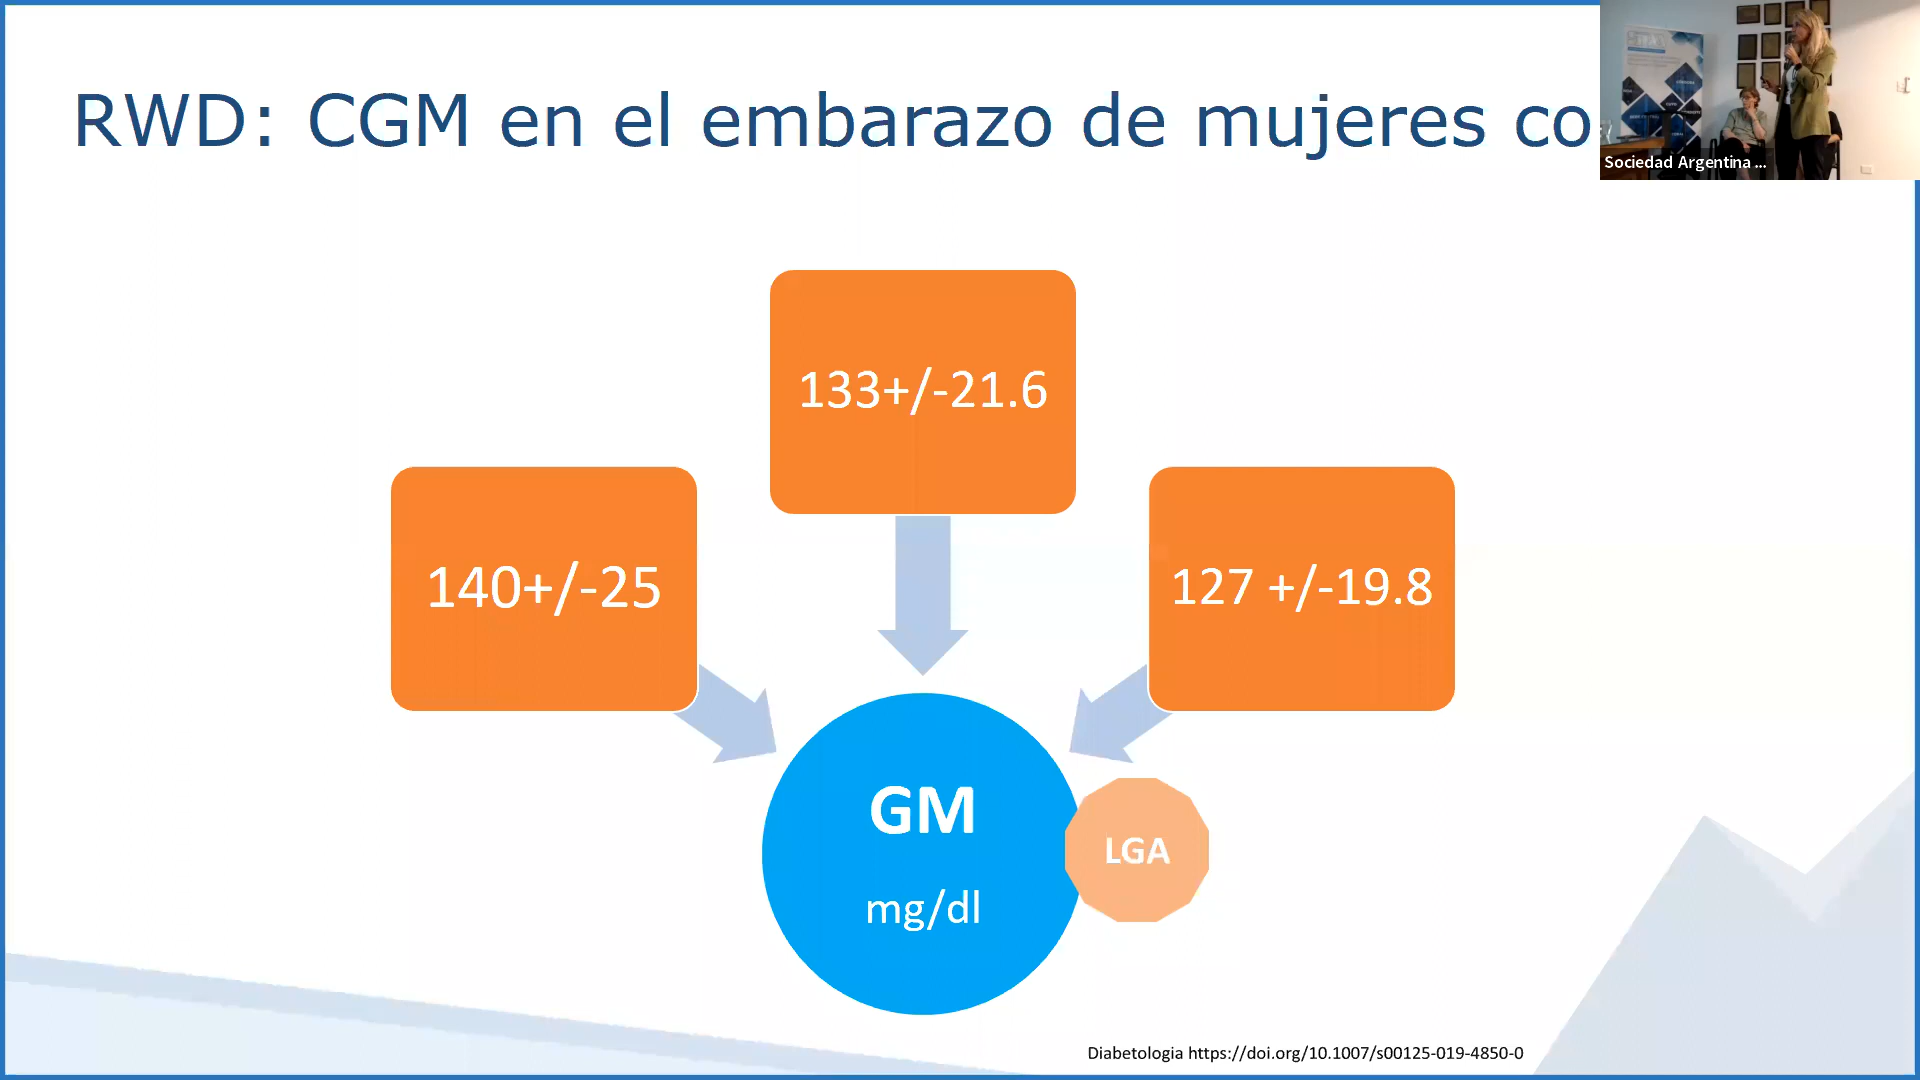 RWD: CGM en el embarazo de mujeres co
Sociedad Argentina ...
133+/-21.6
140+/-25
127 +/-19.8
GM
mg/dl
LGA
Diabetologia https://doi.org/10.1007/s00125-019-4850-0